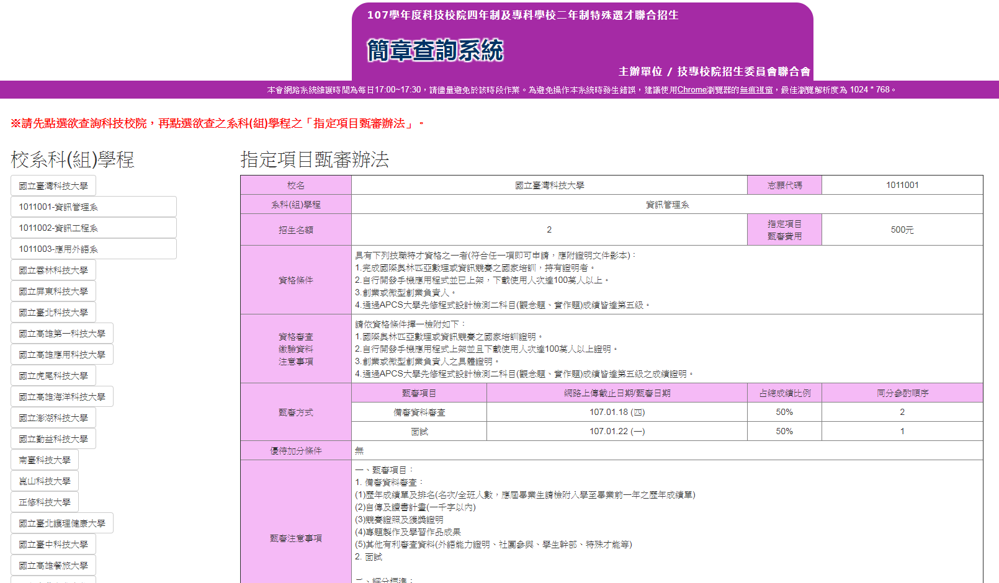 107學年度科技校院四年制及專科學校二年制特殊選才聯合招生
簡章查詢系統
主辦單位 / 技專校院招生委員會聯合會
本會網路系統維護時間為每日17:00~17:30，請儘量避免於該時段作業。為避免操作本系統時發生錯誤，建議使用Chrome瀏覽器的無痕視窗，最佳瀏覽解析度為 1024 * 768。
※請先點選欲查詢科技校院，再點選欲查之系科(組)學程之「指定項目甄審辦法」。
校系科(組)學程
國立臺灣科技大學
1011001-資訊管理系
1011002-資訊工程系
1011003-應用外語系
國立雲林科技大學
國立屏東科技大學
國立臺北科技大學
國立高雄第一科技大學
國立高雄應用科技大學
國立虎尾科技大學
國立高雄海洋科技大學
國立澎湖科技大學
國立勤益科技大學
南臺科技大學
崑山科技大學
正修科技大學
國立臺北護理健康大學
國立臺中科技大學
國立高雄餐旅大學
指定項目甄審辦法
校名 國立臺灣科技大學 志願代碼 1011001
系科(組)學程 資訊管理系
招生名額 2 指定項目 甄審費用 500元
資格條件
具有下列技職特才資格之一者(符合任一項即可申請，應附證明文件影本)：
1.完成國際奧林匹亞數理或資訊競賽之國家培訓，持有證明者。
2.自行開發手機應用程式並已上架，下載使用人次達100萬人以上。
3.創業或微型創業負責人。
4.通過APCS大學先修程式設計檢測二科目(觀念題、實作題)成績皆達第五級。
資格審查
繳驗資料
注意事項
請依資格條件擇一檢附如下：
1.國際奧林匹亞數理或資訊競賽之國家培訓證明。
2.自行開發手機應用程式上架並且下載使用人次達100萬人以上證明。
3.創業或微型創業負責人之具體證明。
4.通過APCS大學先修程式設計檢測二科目(觀念題、實作題)成績皆達第五級之成績證明。
甄審方式
甄審項目 網路上傳截止日期/甄審日期 占總成績比例 同分參酌順序
備審資料審查 107.01.18 (四) 50% 2
面試 107.01.22 (一) 50% 1
優待加分條件 無
甄審注意事項
一、甄審項目：
1. 備審資料審查：
(1)歷年成績單及排名(名次/全班人數，應屆畢業生請檢附入學至畢業前一年之歷年成績單)
(2)自傳及讀書計畫(一千字以內)
(3)競賽證照及獲獎證明
(4)專題製作及學習作品成果
(5)其他有利審查資料(外語能力證明、社團參與、學生幹部、特殊才能等)
2. 面試
二、評分標準：